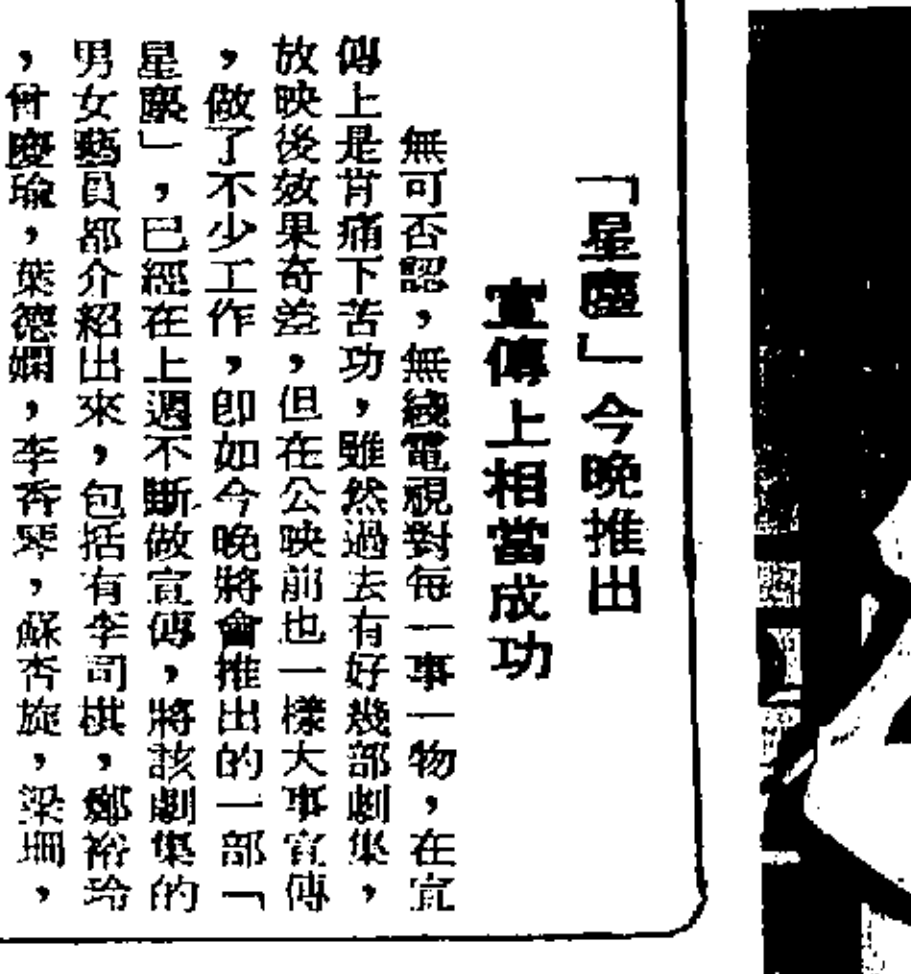 「星塵」今晚推出
宣傳上相當成功
無可否認，無綫電視對每一事一物，在宣
傳上是肯痛下苦功，雖然過去有好幾部劇集，
放映後效果奇差，但在公映前也一樣大事宣傳
，做了不少工作，卽如今晚將會推出的一部「
星塵」，已經在上週不斷做宣傳，將該劇集的
男女藝員都介紹出來，包括有李司棋，鄭裕玲
，曾慶瑜，葉德嫻，李香琴，蘇杏旋，梁珊，